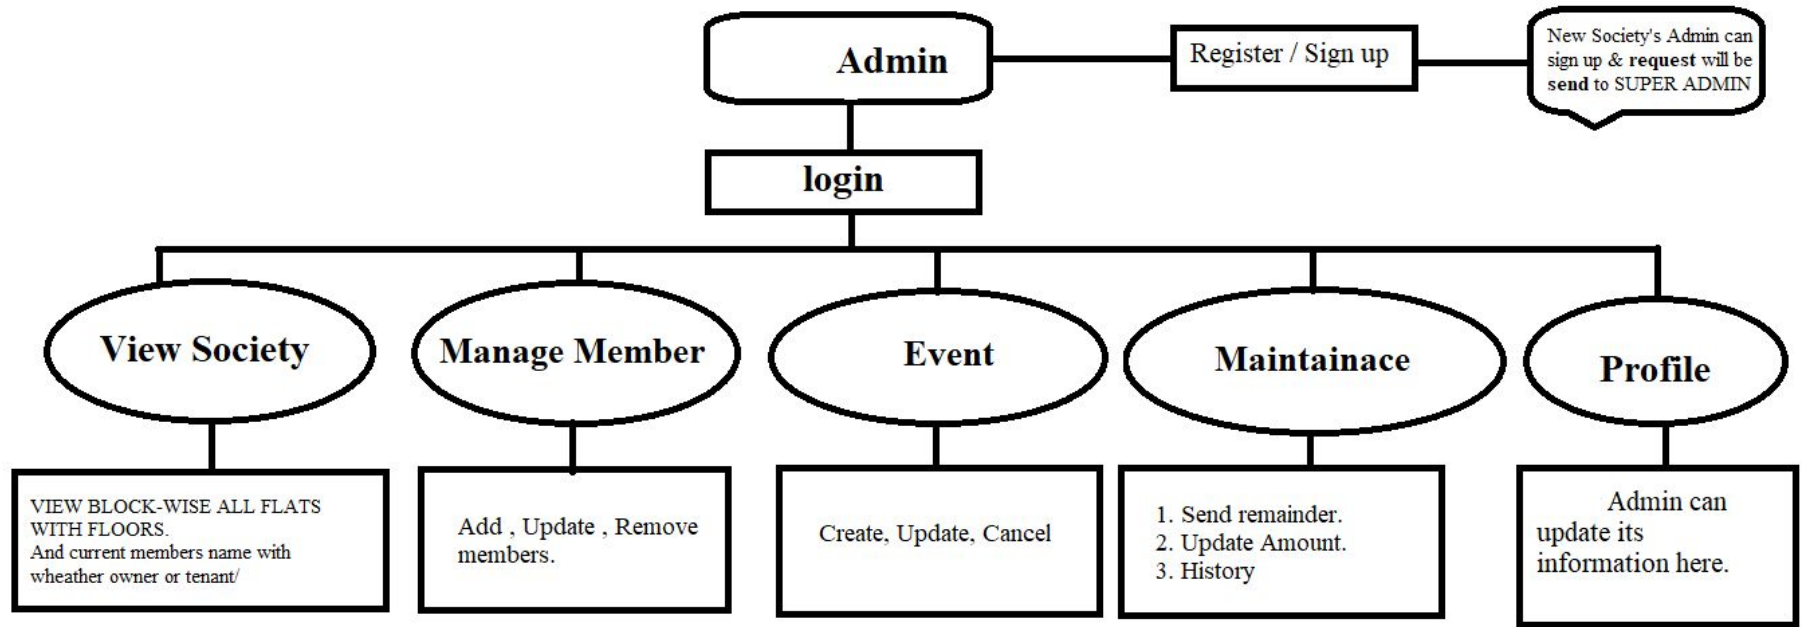 Admin
Register / Sign up
New Society's Admin can
sign up & request will be
send to SUPER ADMIN
login
View Society
Manage Member
Event
Maintainace
Profile
VIEW BLOCK-WISE ALL FLATS
WITH FLOORS.
And current members name with
wheather owner or tenant/
Add , Update , Remove
members.
Create, Update, Cancel
1. Send remainder.
2. Update Amount.
3. History
Admin can
update its
information here.